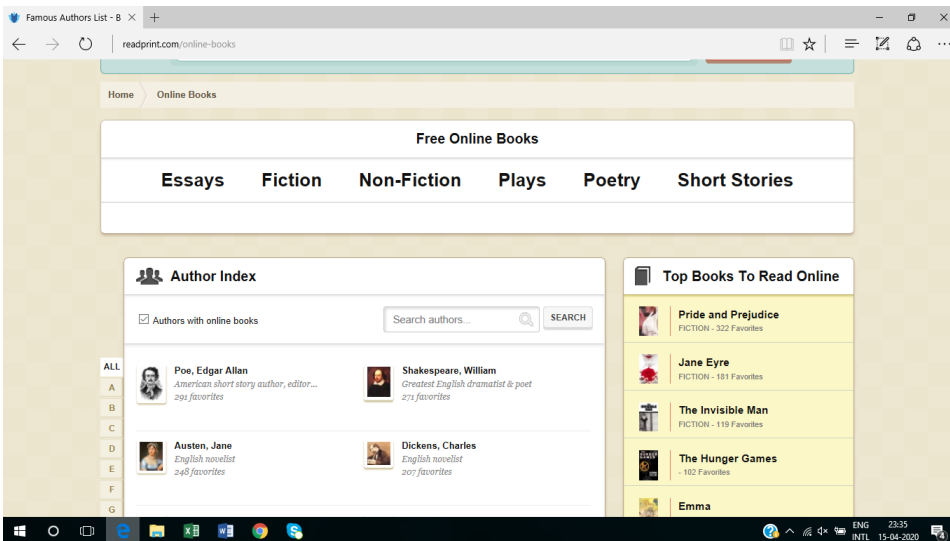 Famous Authors List - B
readprint.com/online-books
Home
Online Books
Free Online Books
Essays Fiction Non-Fiction Plays Poetry Short Stories
Author Index
Authors with online books
Search authors...
SEARCH
ALL
A
B
C
D
E
F
G
Poe, Edgar Allan
American short story author, editor...
291 favorites
Shakespeare, William
Greatest English dramatist & poet
271 favorites
Austen, Jane
English novelist
248 favorites
Dickens, Charles
English novelist
207 favorites
Top Books To Read Online
Pride and Prejudice
FICTION - 322 Favorites
Jane Eyre
FICTION - 181 Favorites
The Invisible Man
FICTION - 119 Favorites
The Hunger Games
- 102 Favorites
Emma
ENG
INTL
23:35
15-04-2020